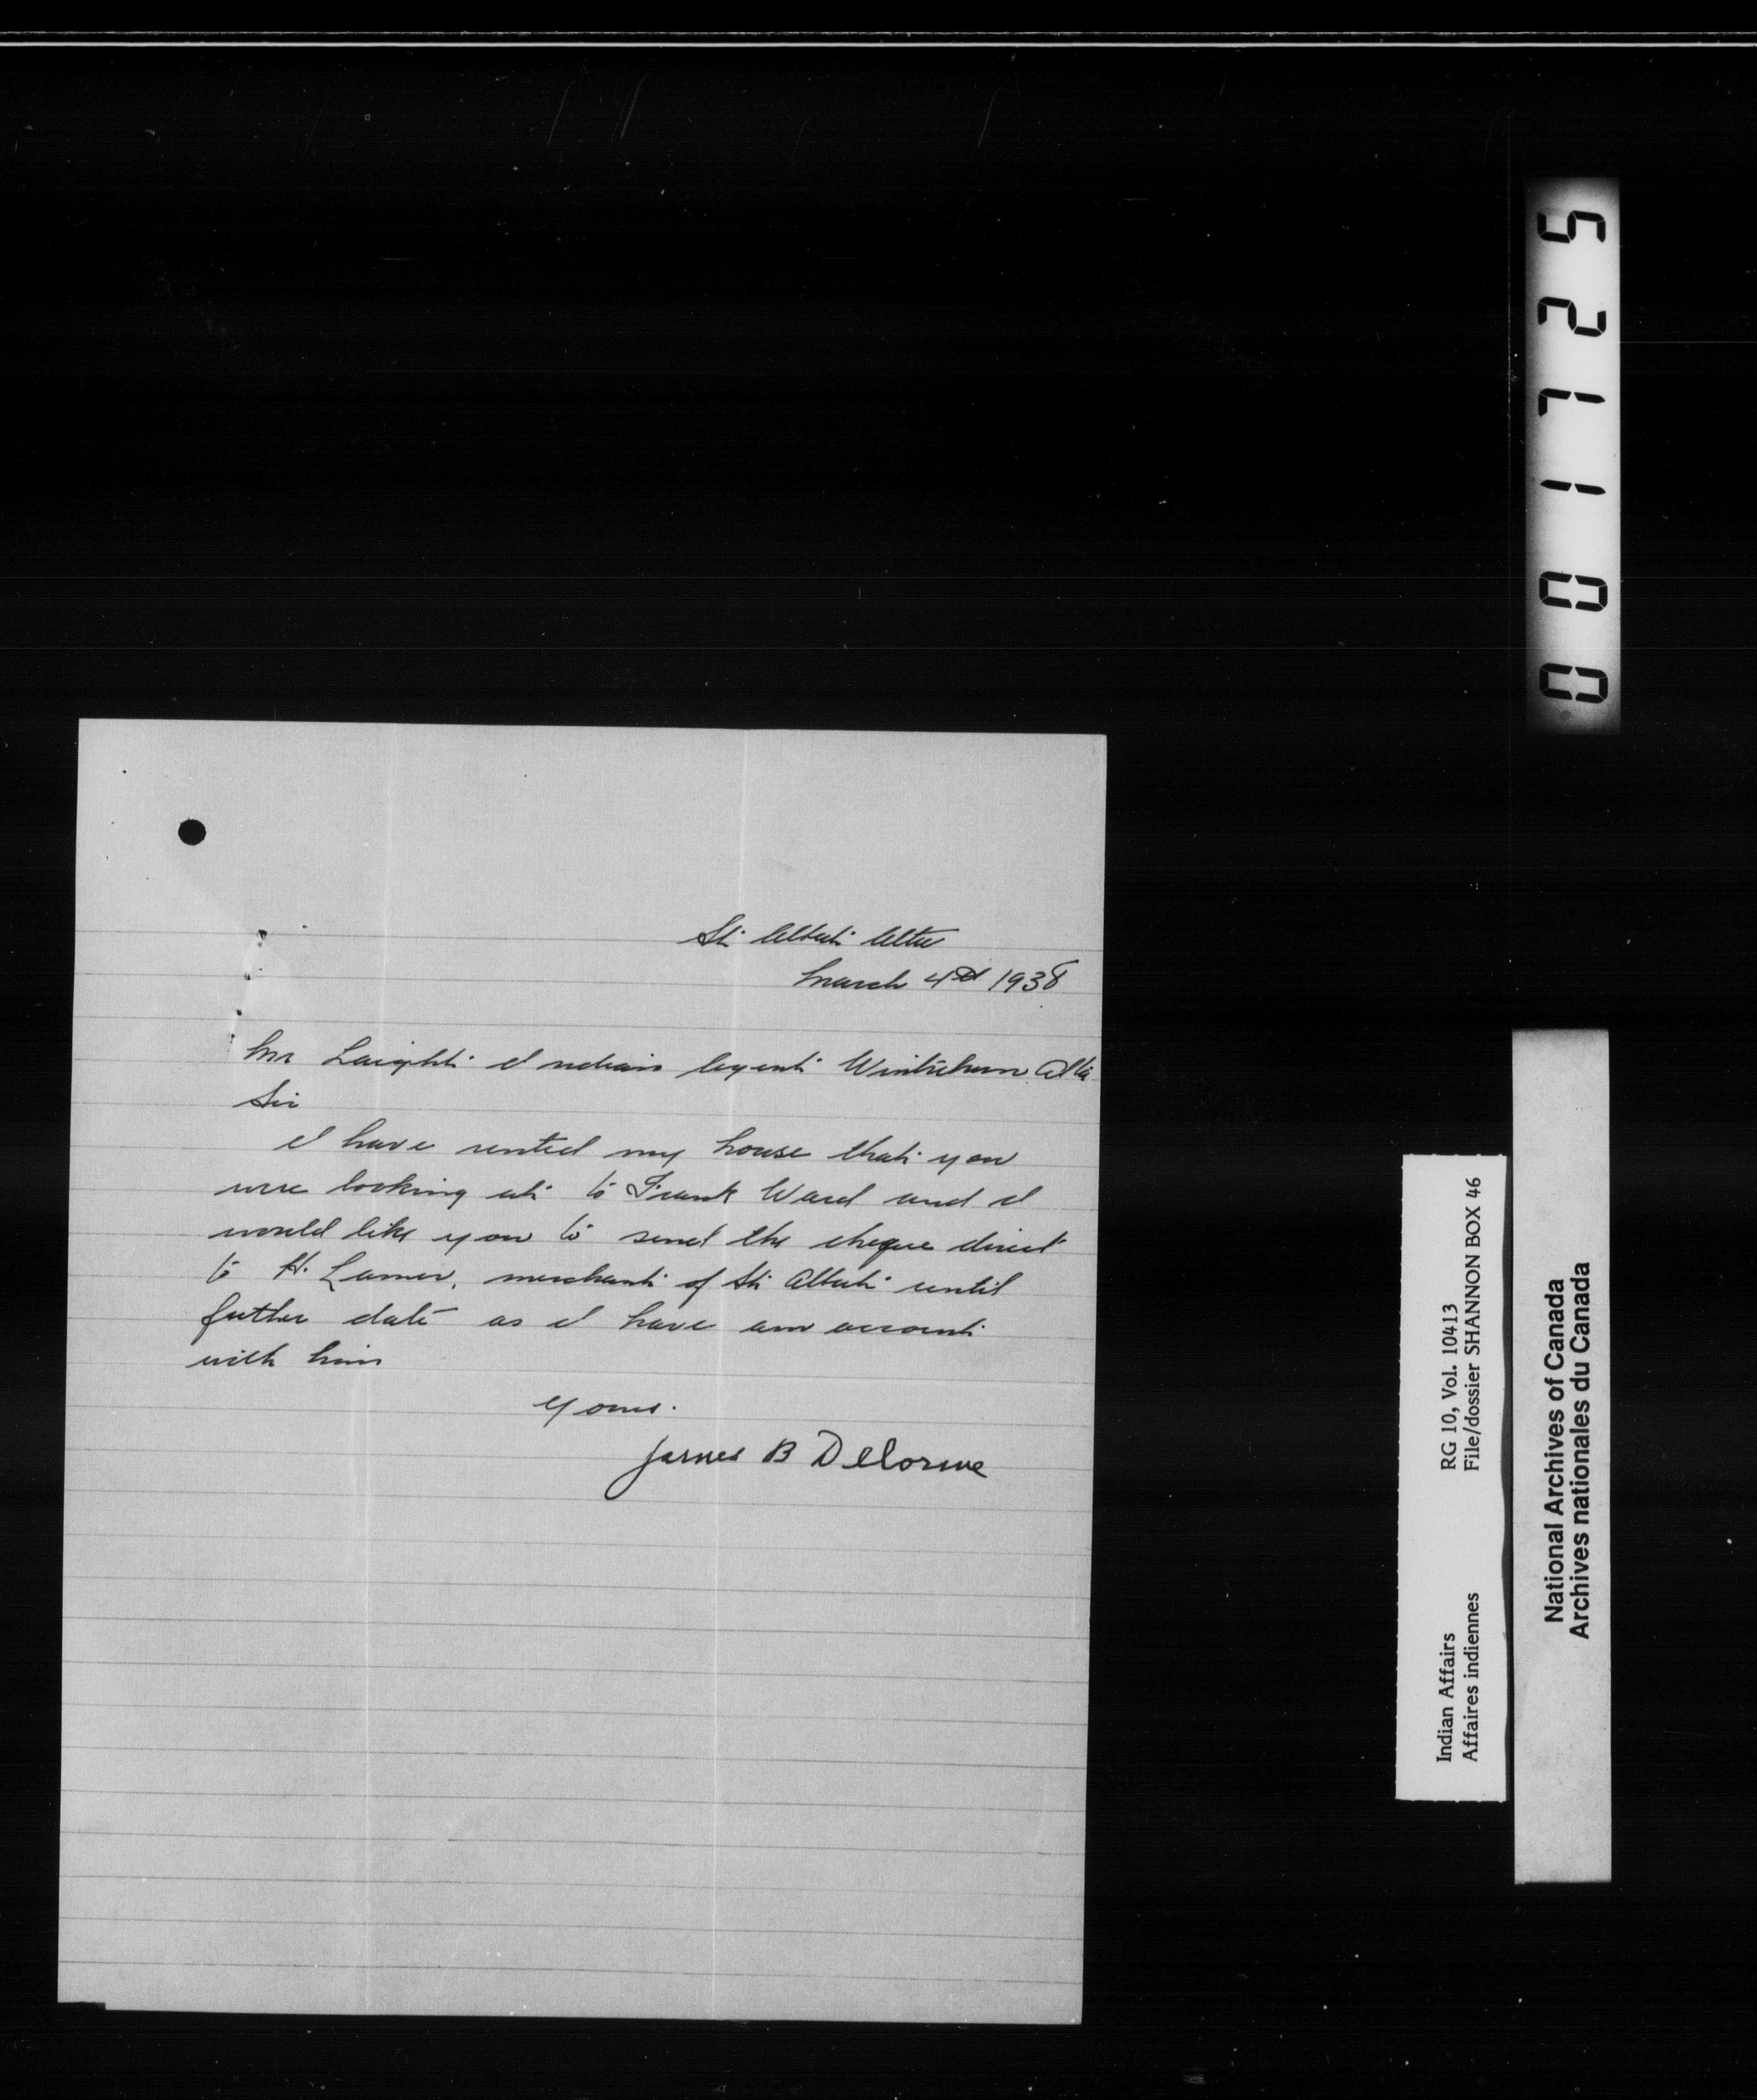 St Albert Alta
March 4th 1938
Mr Laight Indian Agent Winterburn Alta
Sir
I have rented my house that you
were looking at to Frank Ward and I
would like you to send the cheque direct
to H. , merchant of St Albert until
futher date as I have an account
with him
Yours.
James B Delorme
001725
RG 10, Vol. 10413
File/dossier SHANNON BOX 46
Indian Affairs
Affaires indiennes
National Archives of Canada
Archives nationales du Canada